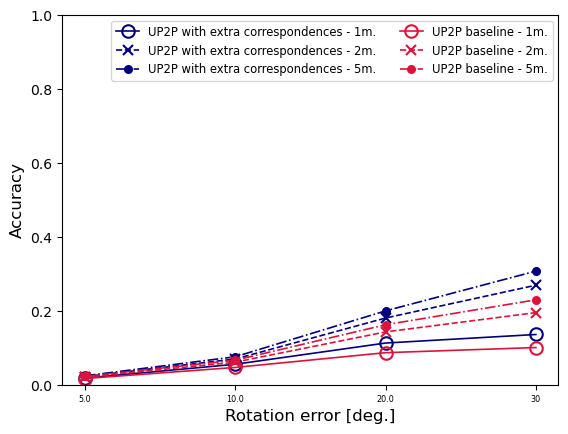 UP2P with extra correspondences - 1m.
UP2P with extra correspondences - 2m.
UP2P with extra correspondences - 5m.
UP2P baseline - 1m.
UP2P baseline - 2m.
UP2P baseline - 5m.
Accuracy
1.0
0.8
0.6
0.4
0.2
0.0
5.0 10.0 20.0 30
Rotation error [deg.]